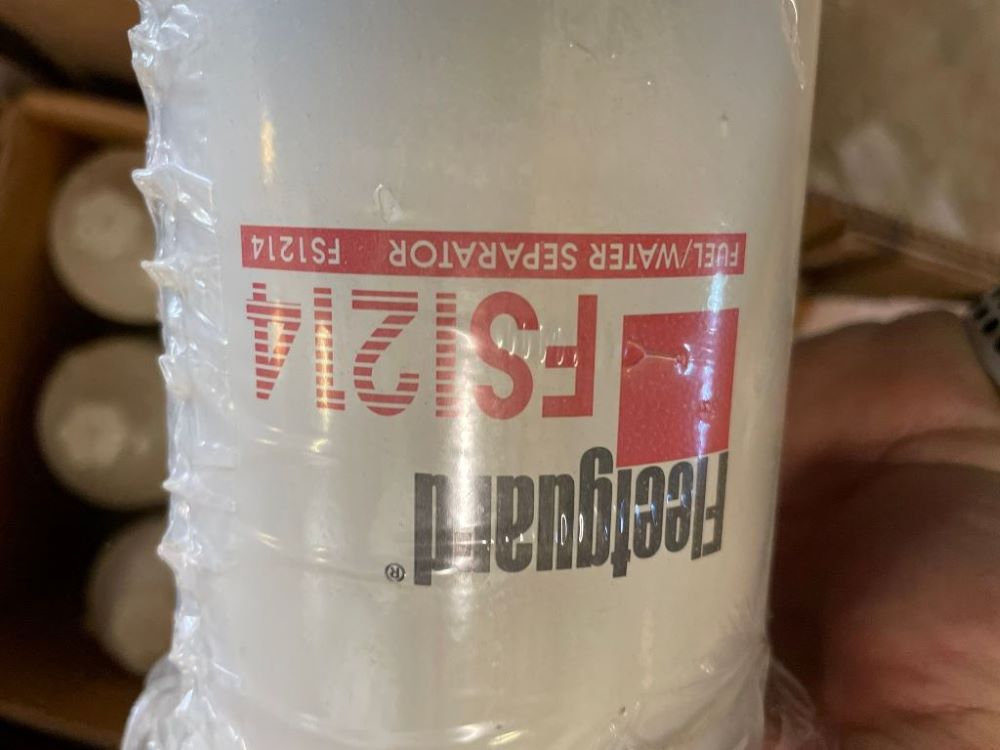 Fleetguard®
FS1214
FUEL/WATER SEPARATOR FS1214